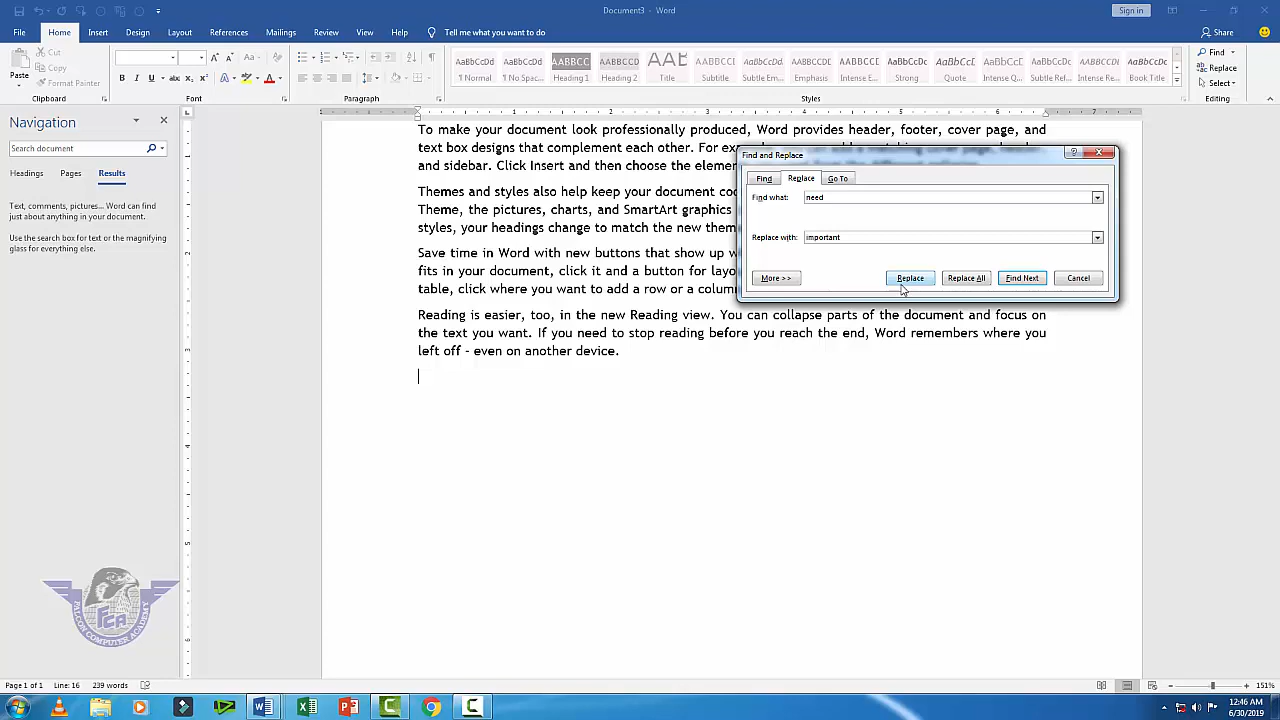 Document3 - Word
Sign in
File Home Insert Design Layout References Mailings Review View Help Tell me what you want to do
Share
Paste
Cut
Copy
Format Painter
Clipboard
Font
Paragraph
AaBbCcDd AaBbCcDd AABBCC AABBCCD
¶ Normal ¶ No Spac... Heading 1 Heading 2 Title Subtitle Subtle Em... Emphasis Intense E... Strong Quote Intense Q... Subtle Ref... Intense Re... Book Title
Styles
Find
Replace
Select
Editing
Navigation
Search document
Headings Pages Results
Text, comments, pictures... Word can find
just about anything in your document.
Use the search box for text or the magnifying
glass for everything else.
To make your document look professionally produced, Word provides header, footer, cover page, and
text box designs that complement each other. For
and sidebar. Click Insert and then choose the
Themes and styles also help keep your document
Theme, the pictures, charts, and SmartArt graphics
styles, your headings change to match the new
Save time in Word with new buttons that show up
fits in your document, click it and a button for
table, click where you want to add a row or a
Reading is easier, too, in the new Reading view. You can collapse parts of the document and focus on
the text you want. If you need to stop reading before you reach the end, Word remembers where you
left off - even on another device.
Find and Replace
Find Replace Go To
Find what: need
Replace with: important
More >> Replace Replace All Find Next Cancel
FCA
FALCON COMPUTER ACADEMY
Page 1 of 1 Line: 16 239 words
151%
12:46 AM
6/30/2019